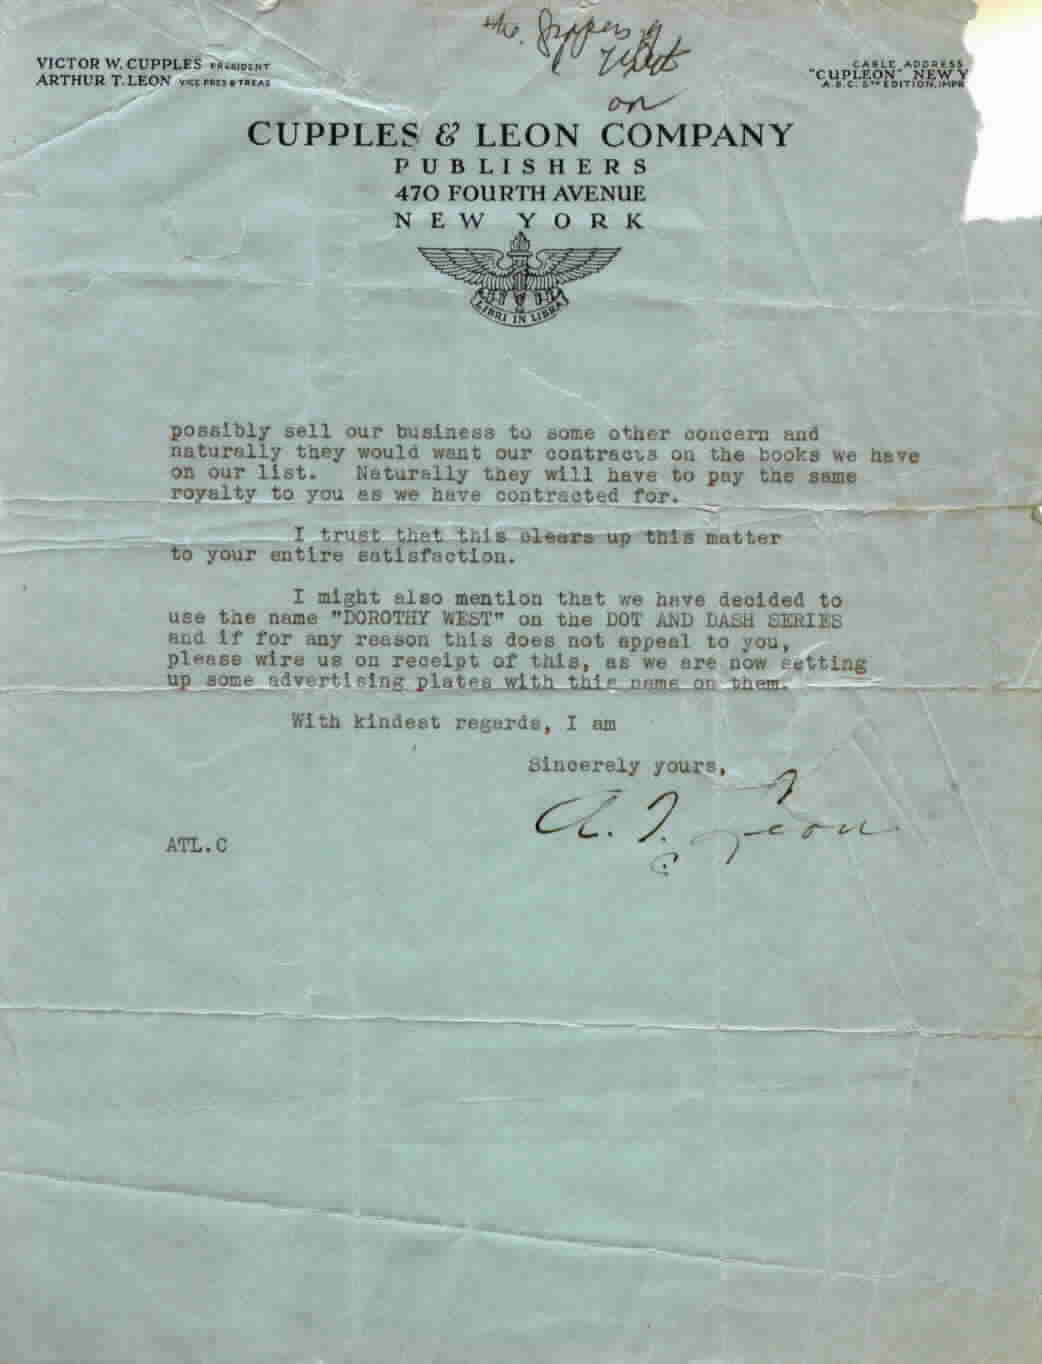 the
on
VICTOR W. CUPPLES PRESIDENT
ARTHUR T. LEON VICE PRES & TREAS
CABLE ADDRESS
"CUPLEON" NEW Y
A.B.C. 5TH EDITION, IMPR
CUPPLES & LEON COMPANY
PUBLISHERS
470 FOURTH AVENUE
NEW YORK
LIBRI IN LIBRA
possibly sell our business to some other concern and
naturally they would want our contracts on the books we have
on our list. Naturally they will have to pay the same
royalty to you as we have contracted for.
I trust that this clears up this matter
to your entire satisfaction.
I might also mention that we have decided to
use the name "DOROTHY WEST" on the DOT AND DASH SERIES
and if for any reason this does not appeal to you,
please wire us on receipt of this, as we are now setting
up some advertising plates with this name on them.
With kindest regards, I am
Sincerely yours,
A. T. Leon
ATL.C